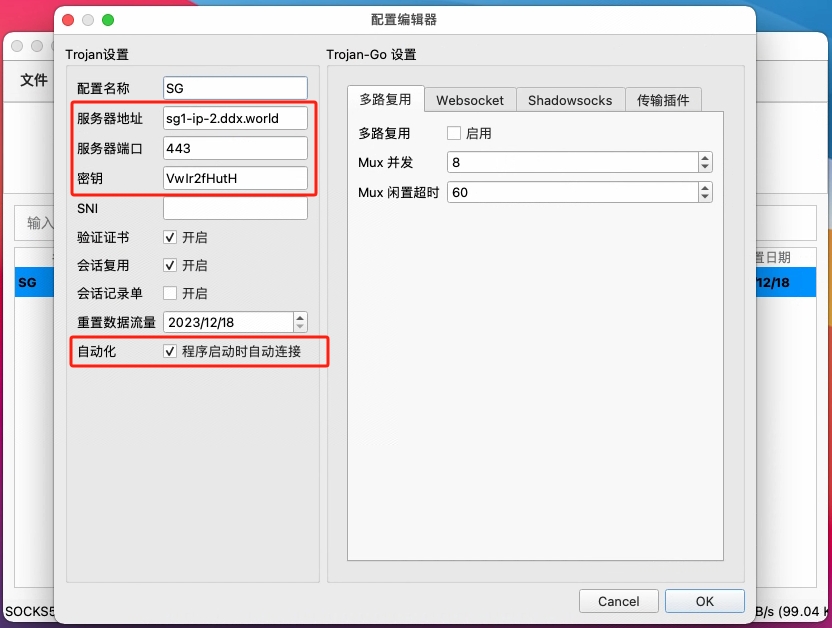 配置编辑器
文件
Trojan设置
Trojan-Go 设置
配置名称 SG
服务器地址 sg1-ip-2.ddx.world
服务器端口 443
密钥 VwIr2fHutH
SNI
验证证书 开启
会话复用 开启
会话记录单 开启
重置数据流量 2023/12/18
自动化 程序启动时自动连接
多路复用 Websocket Shadowsocks 传输插件
多路复用 启用
Mux 并发 8
Mux 闲置超时 60
输入
置日期
SG
12/18
Cancel OK
SOCKS5
B/s (99.04 K